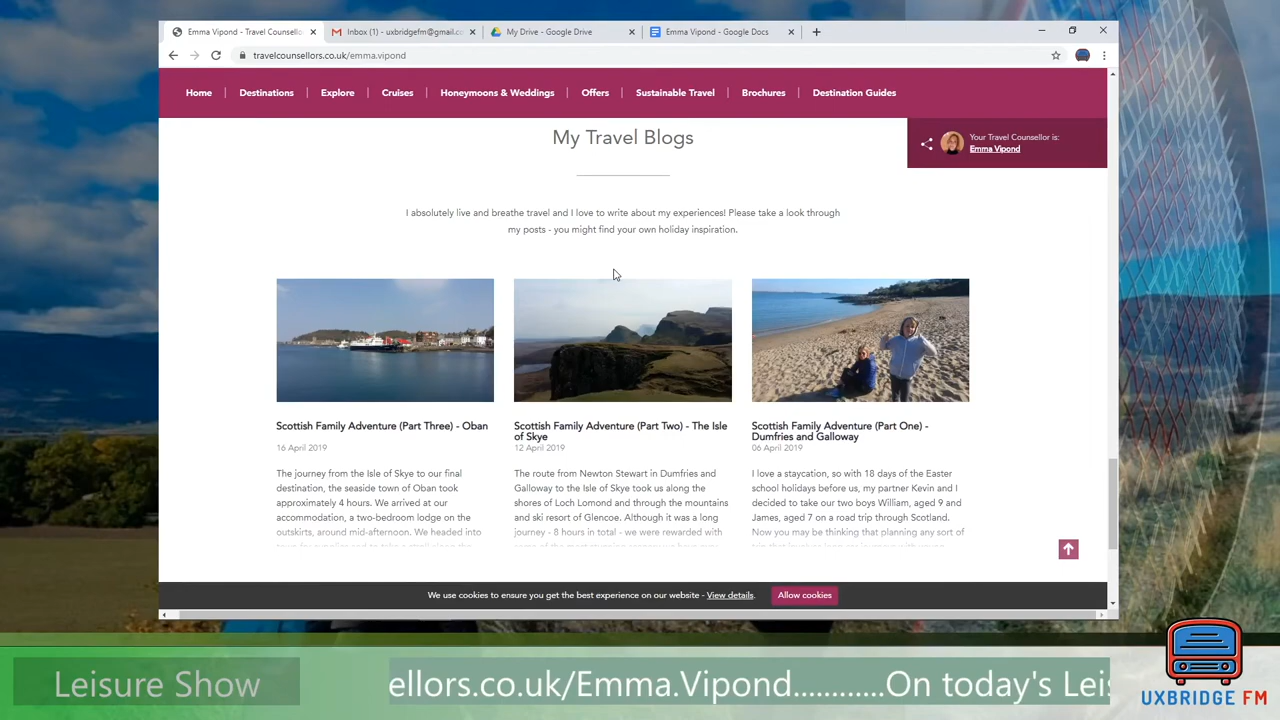 Emma Vipond - Travel Counsello
Inbox (1) - uxbridgefm@gmail.cc
My Drive - Google Drive
Emma Vipond - Google Docs
travelcounsellors.co.uk/emma.vipond
Home
Destinations
Explore
Cruises
Honeymoons & Weddings
Offers
Sustainable Travel
Brochures
Destination Guides
Your Travel Counsellor is:
Emma Vipond
My Travel Blogs
I absolutely live and breathe travel and I love to write about my experiences! Please take a look through
my posts - you might find your own holiday inspiration.
Scottish Family Adventure (Part Three) - Oban
16 April 2019
The journey from the Isle of Skye to our final
destination, the seaside town of Oban took
approximately 4 hours. We arrived at our
accommodation, a two-bedroom lodge on the
outskirts, around mid-afternoon. We headed into
Scottish Family Adventure (Part Two) - The Isle
of Skye
12 April 2019
The route from Newton Stewart in Dumfries and
Galloway to the Isle of Skye took us along the
shores of Loch Lomond and through the mountains
and ski resort of Glencoe. Although it was a long
journey - 8 hours in total - we were rewarded with
Scottish Family Adventure (Part One) -
Dumfries and Galloway
06 April 2019
I love a staycation, so with 18 days of the Easter
school holidays before us, my partner Kevin and I
decided to take our two boys William, aged 9 and
James, aged 7 on a road trip through Scotland.
Now you may be thinking that planning any sort of
We use cookies to ensure you get the best experience on our website - View details.
Allow cookies
Leisure Show
ellors.co.uk/Emma.Vipond...........On today's Leis
UXBRIDGE FM